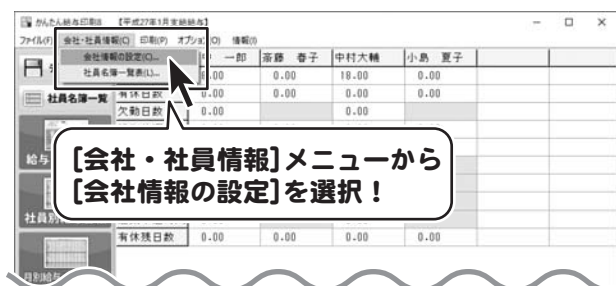 かんたん給与印刷8 【平成27年1月支給給与】
ファイル(F) 会社・社員情報(C) 印刷(P) オプション(O) 情報(I)
会社情報の設定(C)...
社員名簿一覧表(L)...
一郎 斎藤 春子 中村大輔 小島 夏子
.00 0.00 18.00 0.00
社員名簿一覧 有休日数 0.00 0.00 0.00 0.00
欠勤日数 0.00 0.00
[会社・社員情報]メニューから
[会社情報の設定]を選択！
給与
社員別
有休残日数 0.00 0.00 0.00 0.00
月別給与